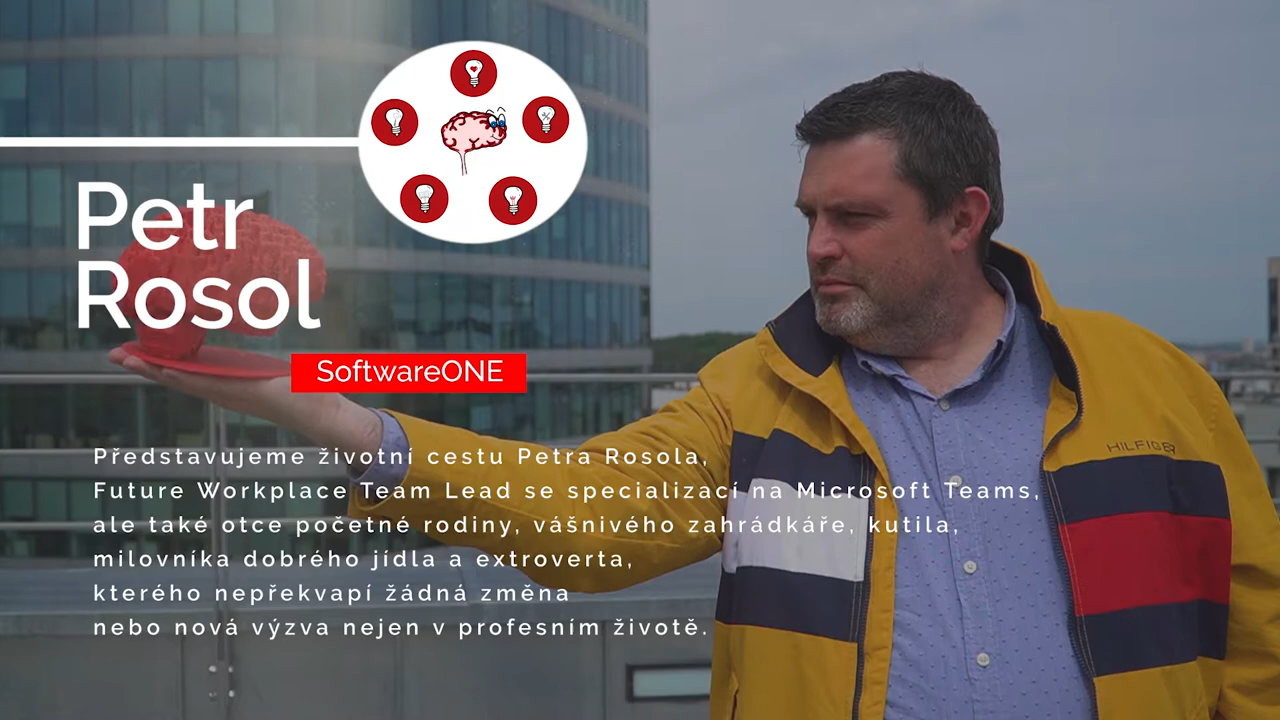 Petr
Rosol
SoftwareONE
HILFIGER
Představujeme životní cestu Petra Rosola,
Future Workplace Team Lead se specializací na Microsoft Teams,
ale také otce početné rodiny, vášnivého zahrádkáře, kutila,
milovníka dobrého jídla a extroverta,
kterého nepřekvapí žádná změna
nebo nová výzva nejen v profesním životě.